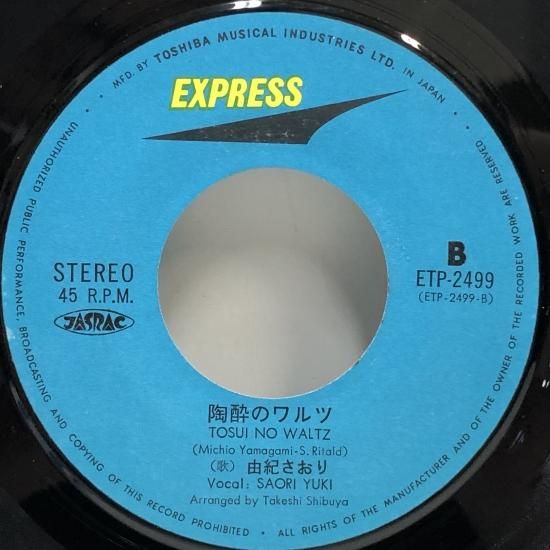 MFD. BY TOSHIBA MUSICAL INDUSTRIES LTD. IN JAPAN
EXPRESS
STEREO
45 R.P.M.
JASRAC
B
ETP-2499
(ETP-2499-B)
陶酔のワルツ
TOSUI NO WALTZ
(Michio Yamagami-S. Ritald)
(歌) 由紀さおり
Vocal: SAORI YUKI
Arranged by Takeshi Shibuya
UNAUTHORIZED PUBLIC PERFORMANCE, BROADCASTING AND COPYING OF THIS RECORD PROHIBITED • ALL RIGHTS OF THE MANUFACTURER AND OF THE OWNER OF THE RECORDED WORK ARE RESERVED